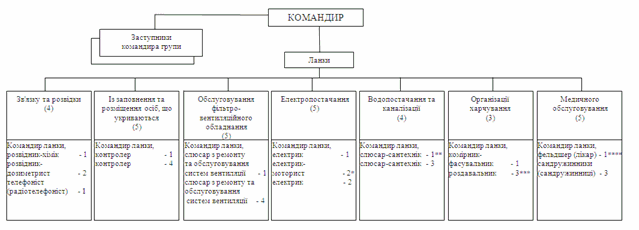 КОМАНДИР
Заступники
командира групи
Ланки
Зв'язку та розвідки
(4)
Командир ланки,
розвідник-хімік - 1
розвідник-
дозиметрист - 2
телефоніст
(радіотелефоніст) - 1
Із заповнення та
розміщення осіб, що
укриваються
(5)
Командир ланки,
контролер - 1
контролер - 4
Обслуговування
фільтро-
вентиляційного
обладнання
(5)
Командир ланки,
слюсар з ремонту
та обслуговування
систем вентиляції - 1
слюсар з ремонту та
обслуговування
систем вентиляції - 4
Електропостачання
(5)
Командир ланки,
електрик - 1
електрик-
моторист - 2*
електрик - 2
Водопостачання та
каналізації
(4)
Командир ланки,
слюсар-сантехнік - 1**
слюсар-сантехнік - 3
Організації
харчування
(3)
Командир ланки,
комірник-
фасувальник - 1
роздавальник - 3***
Медичного
обслуговування
(5)
Командир ланки,
фельдшер (лікар) - 1****
сандружинники
(сандружинниці) - 3